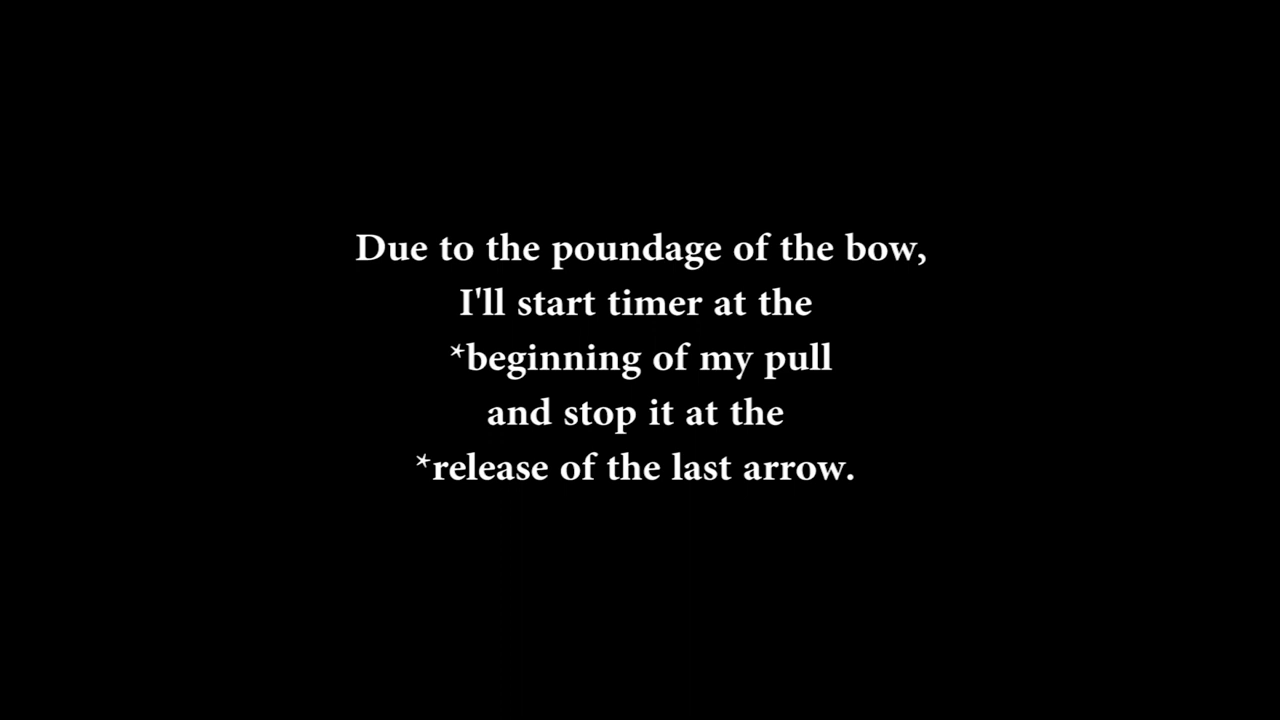 Due to the poundage of the bow,
I'll start timer at the
*beginning of my pull
and stop it at the
*release of the last arrow.